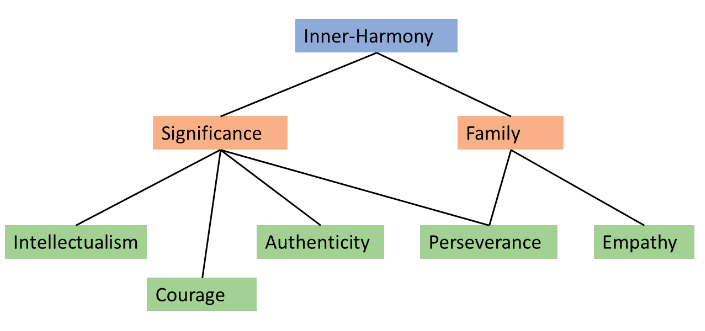 Inner-Harmony
Significance
Family
Intellectualism
Authenticity
Perseverance
Empathy
Courage